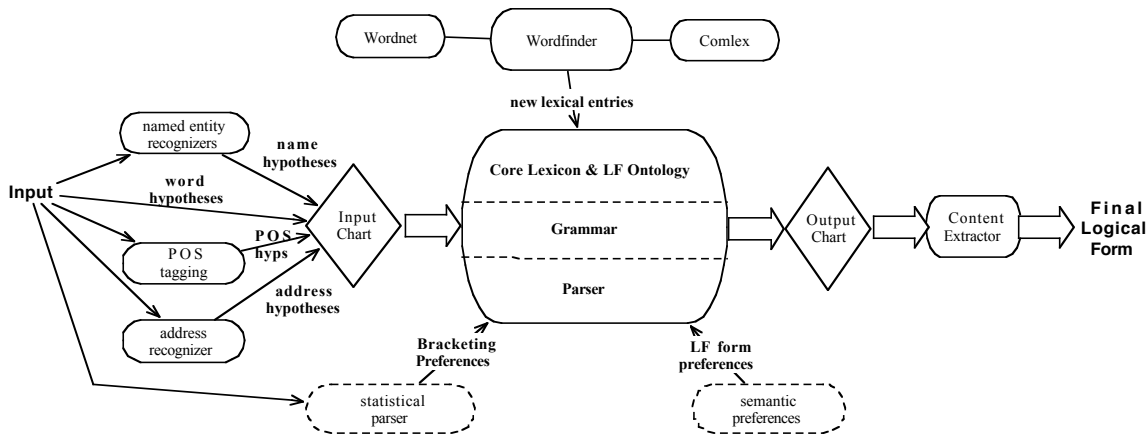 Wordnet
Wordfinder
Comlex
new lexical entries
named entity
recognizers
name
hypotheses
word
hypotheses
Input
POS
hyps
POS
tagging
address
hypotheses
address
recognizer
Input
Chart
Core Lexicon & LF Ontology
Grammar
Parser
Output
Chart
Content
Extractor
Final
Logical
Form
Bracketing
Preferences
LF form
preferences
statistical
parser
semantic
preferences